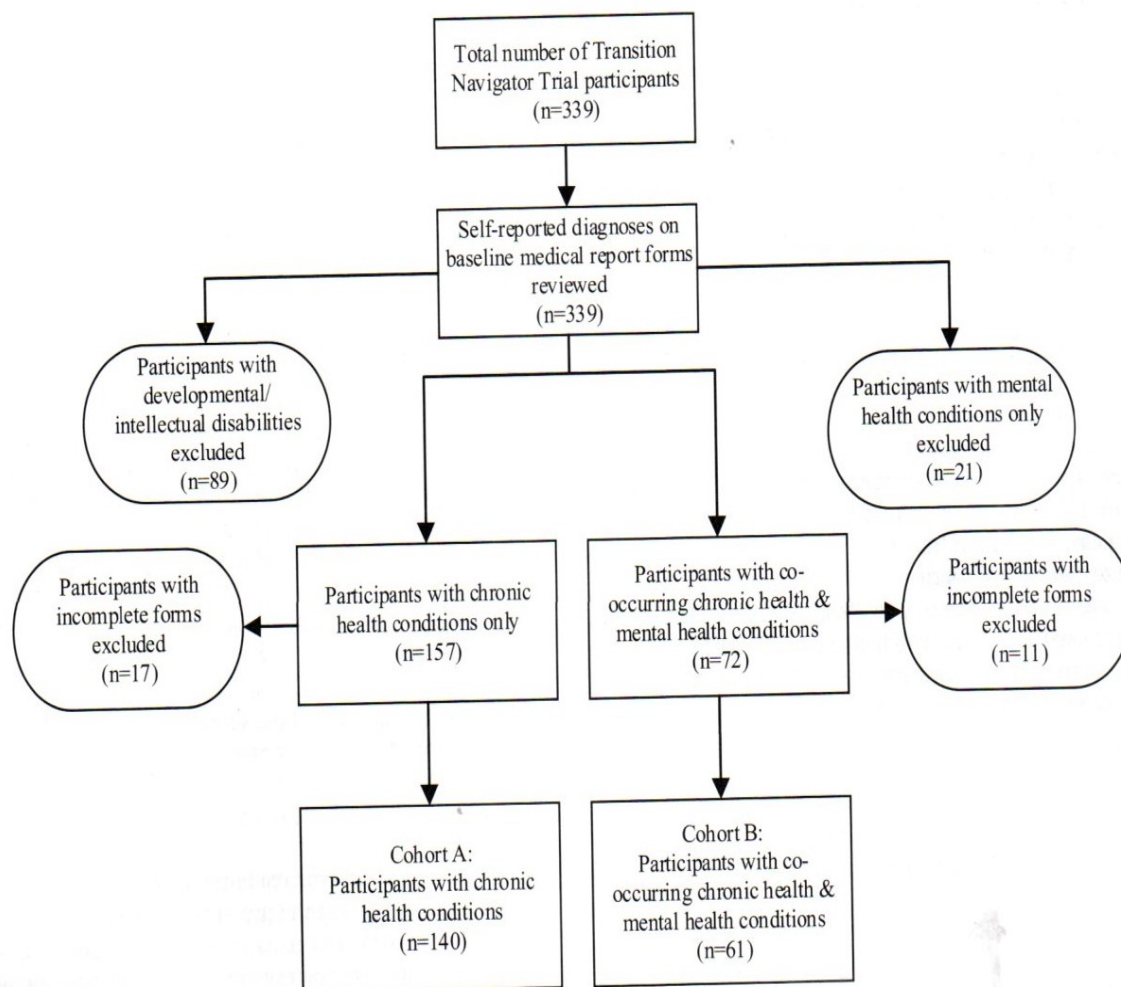 Total number of Transition
Navigator Trial participants
(n=339)
Self-reported diagnoses on
baseline medical report forms
reviewed
(n=339)
Participants with
developmental/
intellectual disabilities
excluded
(n=89)
Participants with mental
health conditions only
excluded
(n=21)
Participants with
incomplete forms
excluded
(n=17)
Participants with chronic
health conditions only
(n=157)
Participants with co-
occurring chronic health &
mental health conditions
(n=72)
Participants with
incomplete forms
excluded
(n=11)
Cohort A:
Participants with chronic
health conditions
(n=140)
Cohort B:
Participants with co-
occurring chronic health &
mental health conditions
(n=61)